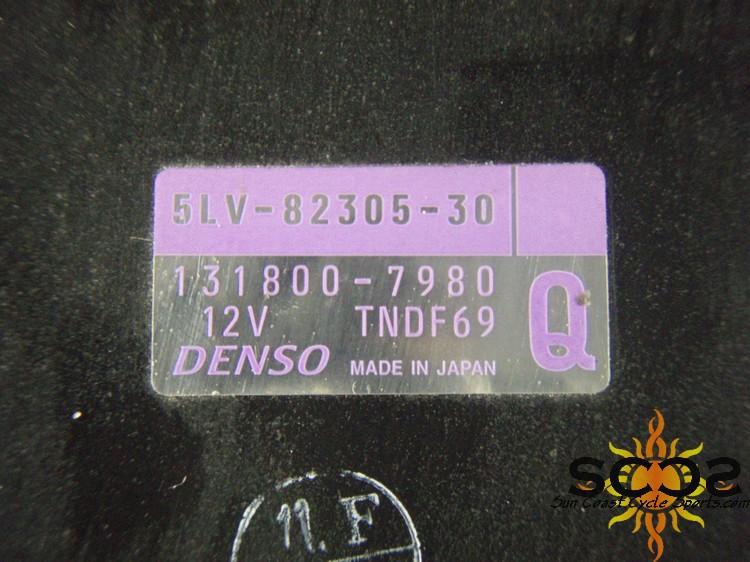 5LV-82305-30
131800-7980
12V TNDF69
Q
DENSO MADE IN JAPAN
11.F
SCCS
Sun Coast Cycle Sports.com